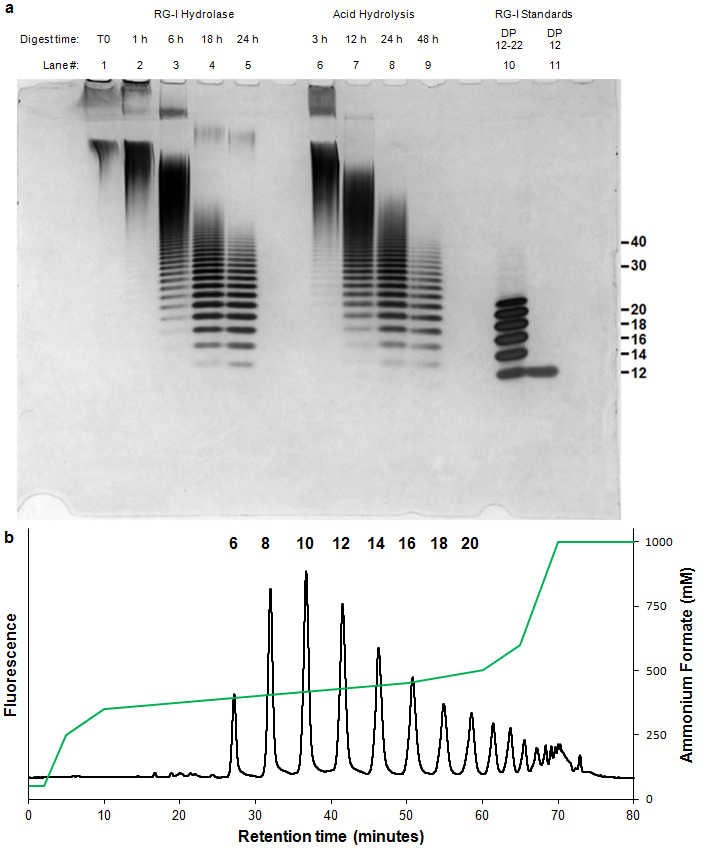 a
RG-I Hydrolase Acid Hydrolysis RG-I Standards
Digest time: T0 1 h 6 h 18 h 24 h 3 h 12 h 24 h 48 h DP 12-22 DP 12
Lane #: 1 2 3 4 5 6 7 8 9 10 11
40
30
20
18
16
14
12
b
6 8 10 12 14 16 18 20
Fluorescence
1000
750
500
250
0
Ammonium Formate (mM)
0 10 20 30 40 50 60 70 80
Retention time (minutes)